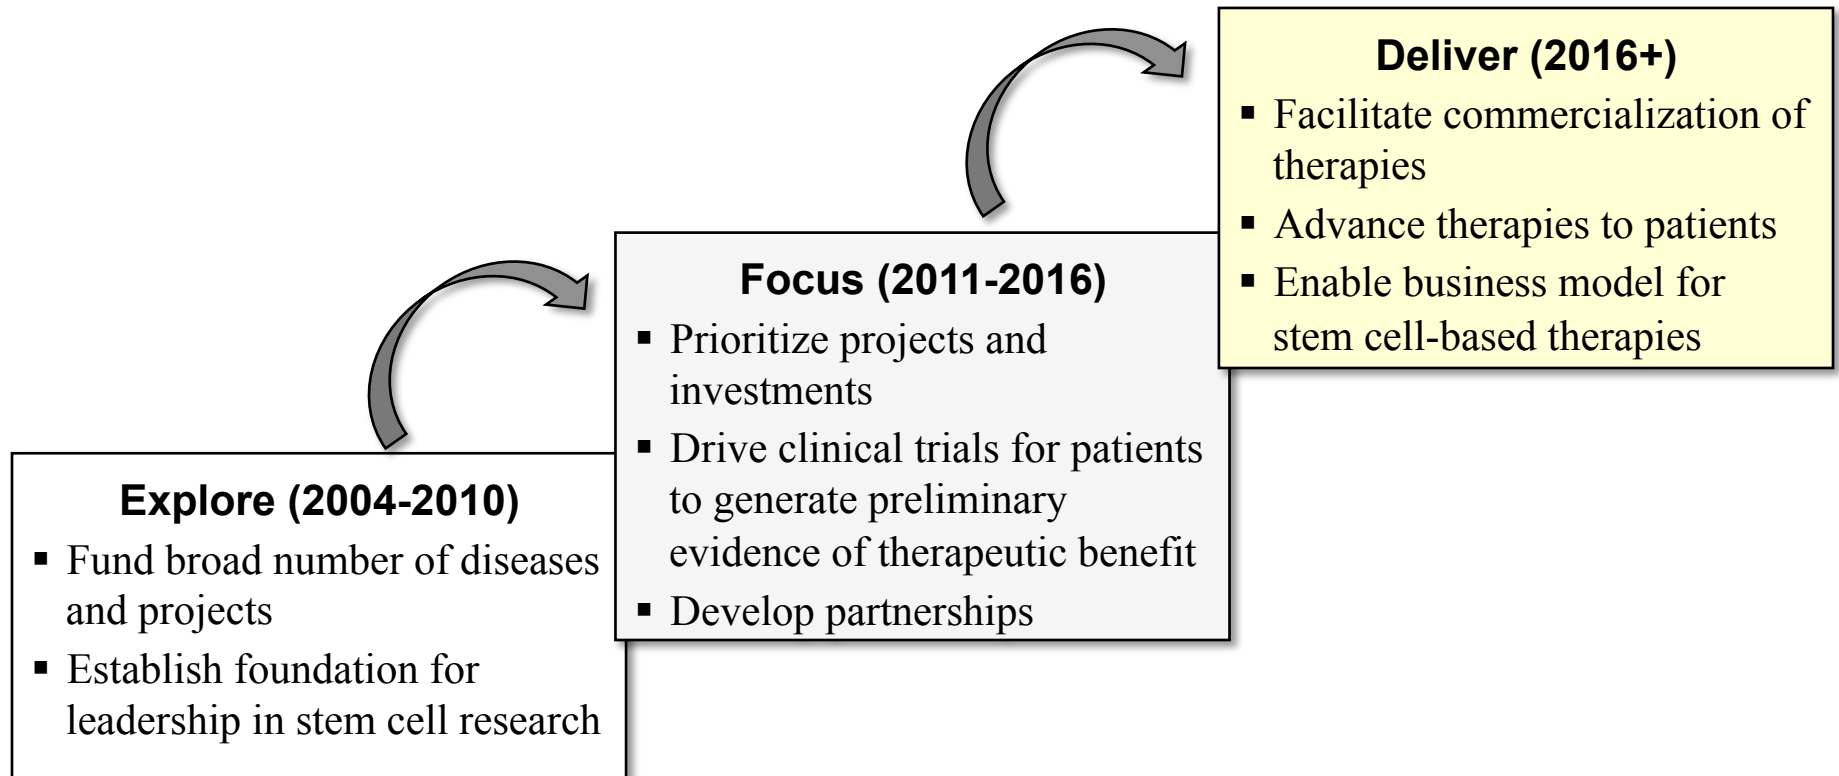 Deliver (2016+)
▪ Facilitate commercialization of
therapies
▪ Advance therapies to patients
▪ Enable business model for
stem cell-based therapies
Focus (2011-2016)
▪ Prioritize projects and
investments
▪ Drive clinical trials for patients
to generate preliminary
evidence of therapeutic benefit
▪ Develop partnerships
Explore (2004-2010)
▪ Fund broad number of diseases
and projects
▪ Establish foundation for
leadership in stem cell research